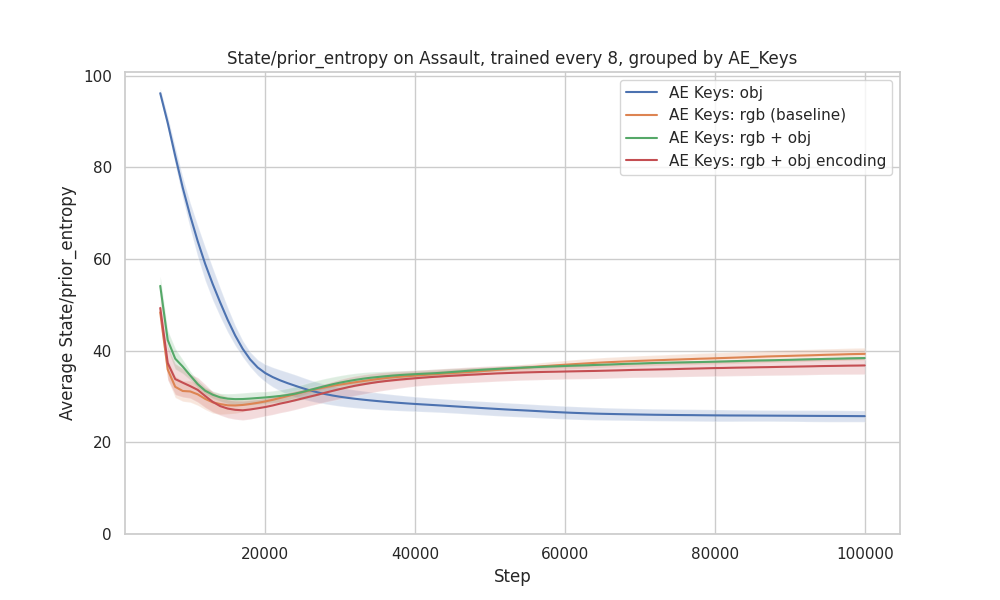 State/prior_entropy on Assault, trained every 8, grouped by AE_Keys
AE Keys: obj
AE Keys: rgb (baseline)
AE Keys: rgb + obj
AE Keys: rgb + obj encoding
Average State/prior_entropy
100
80
60
40
20
0
20000
40000
60000
80000
100000
Step